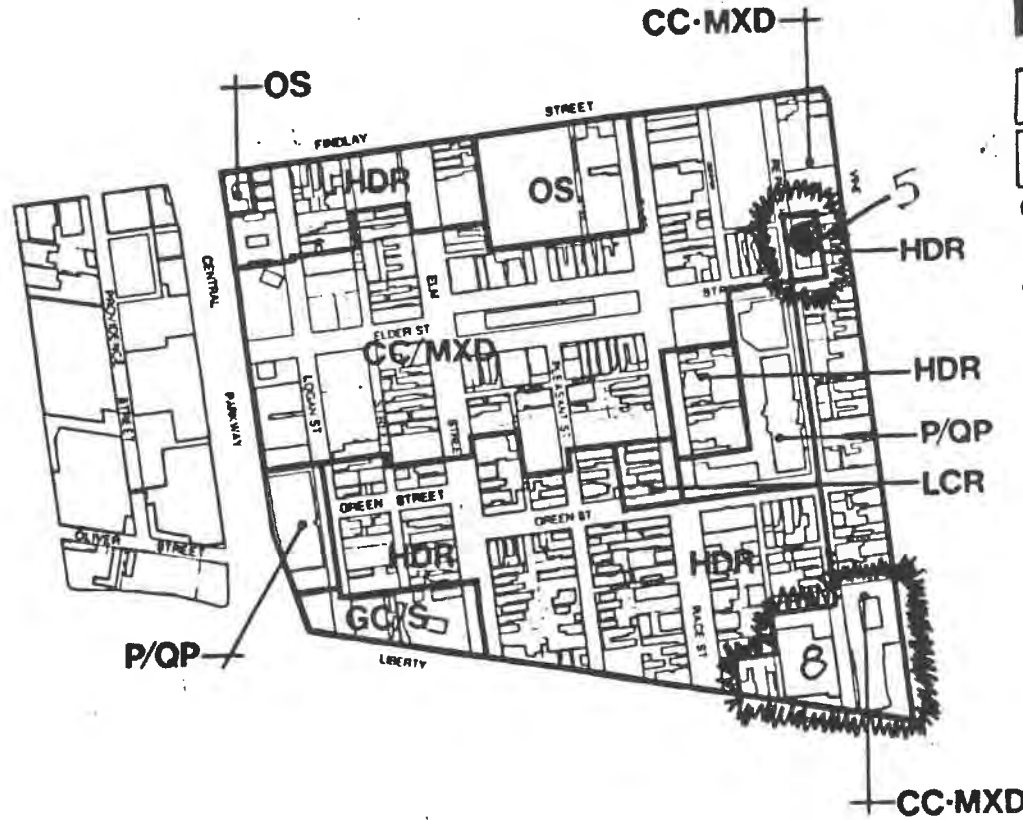 CC·MXD
OS
STREET
FINDLAY
HDR
OS
VINE
5
HDR
CENTRAL
ELM
PROVIDENCE
ELDER ST
CC/MXD
HDR
LOGAN ST
PLEASANT ST.
PARKWAY
STREET
P/QP
LCR
GREEN STREET
GREEN ST
OLIVER STREET
HDR
HDR
GC/S
RACE ST
P/QP
LIBERTY
8
CC·MXD